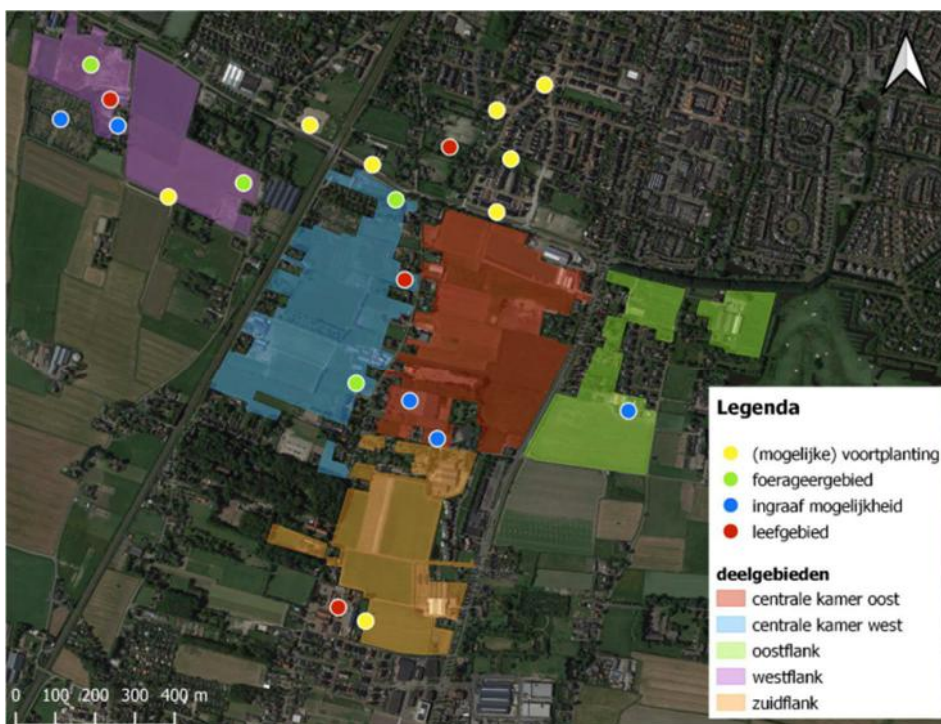 Legenda
(mogelijke) voortplanting
foerageergebied
ingraaf mogelijkheid
leefgebied
deelgebieden
centrale kamer oost
centrale kamer west
oostflank
westflank
zuidflank
0 100 200 300 400 m